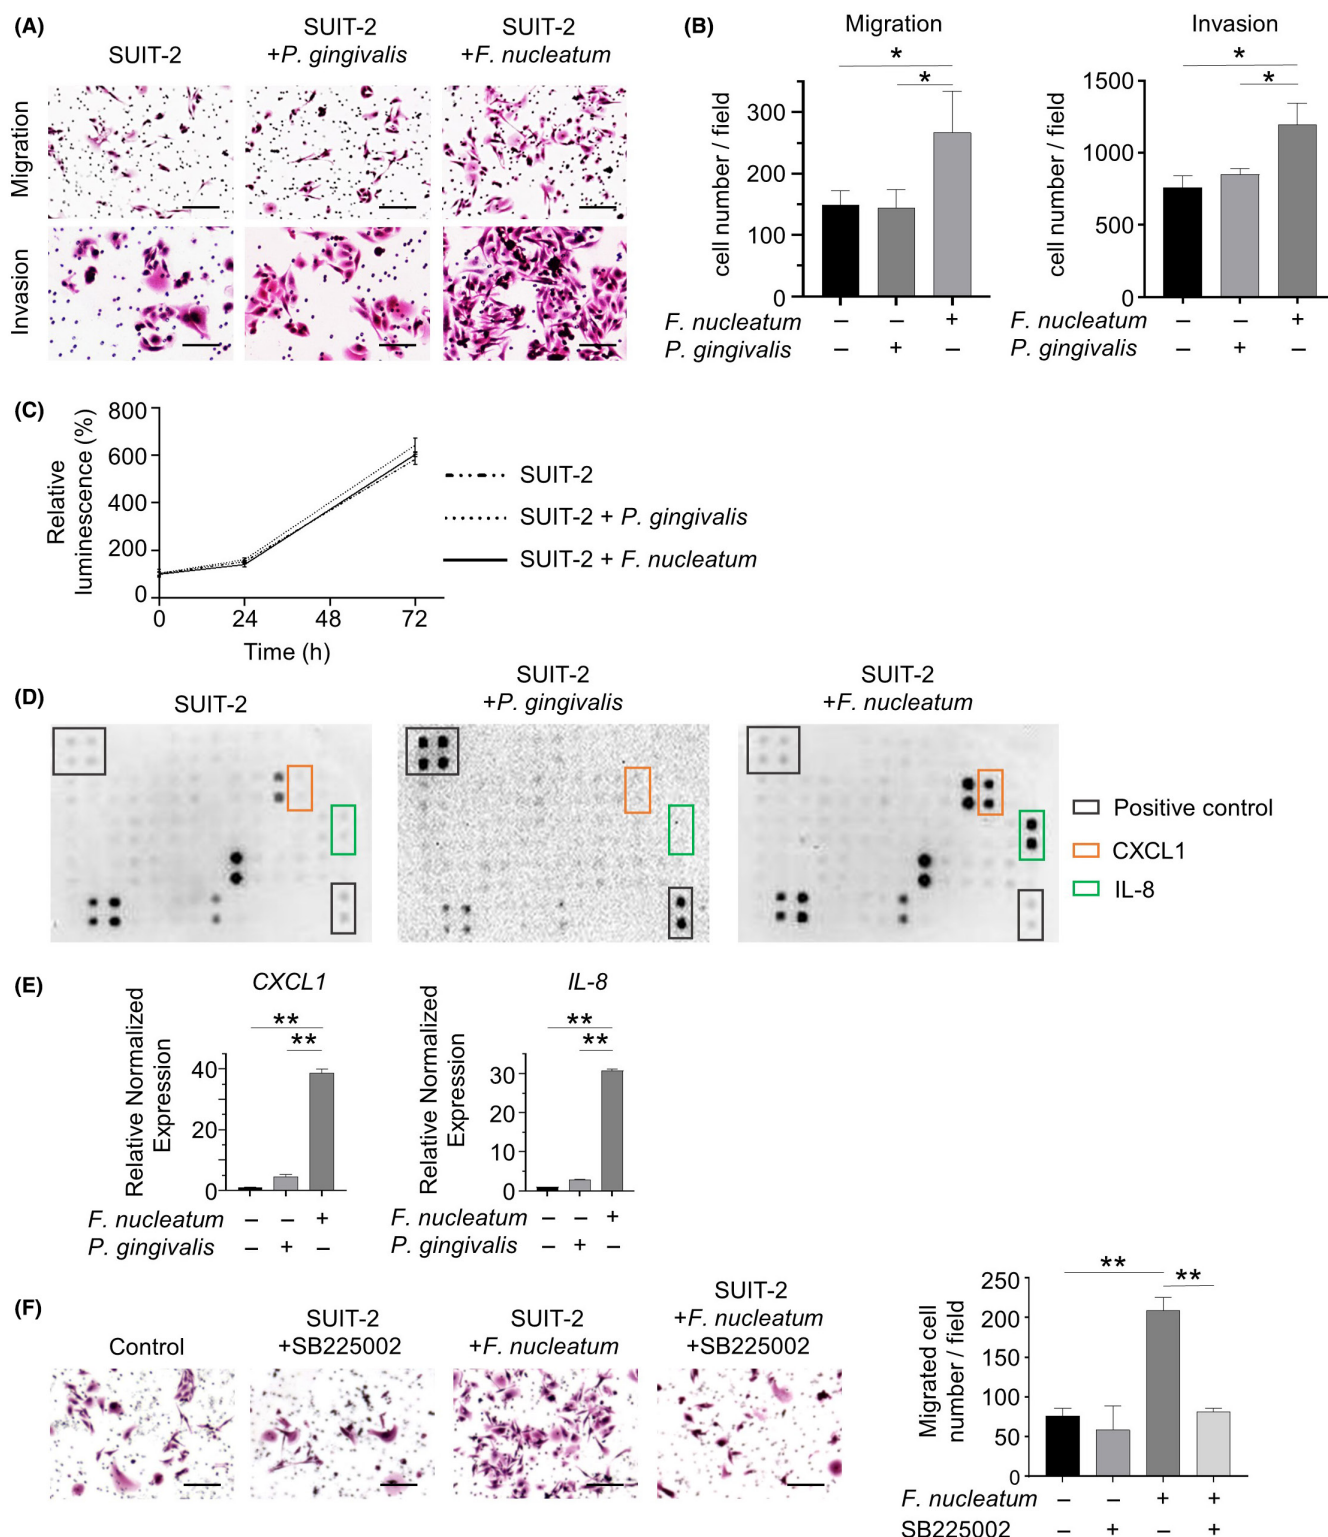 (A)
SUIT-2
SUIT-2
+P. gingivalis
SUIT-2
+F. nucleatum
Migration
Invasion
(B)
Migration
*
*
cell number / field
300
200
100
0
F. nucleatum – – +
P. gingivalis – + –
Invasion
*
*
cell number / field
1500
1000
500
0
F. nucleatum – – +
P. gingivalis – + –
(C)
Relative
luminescence (%)
800
600
400
200
0
0 24 48 72
Time (h)
SUIT-2
SUIT-2 + P. gingivalis
SUIT-2 + F. nucleatum
(D)
SUIT-2
SUIT-2
+P. gingivalis
SUIT-2
+F. nucleatum
Positive control
CXCL1
IL-8
(E)
CXCL1
**
**
Relative Normalized
Expression
40
20
0
F. nucleatum – – +
P. gingivalis – + –
IL-8
**
**
Relative Normalized
Expression
30
20
10
0
F. nucleatum – – +
P. gingivalis – + –
(F)
Control
SUIT-2
+SB225002
SUIT-2
+F. nucleatum
SUIT-2
+F. nucleatum
+SB225002
**
**
Migrated cell
number / field
250
200
150
100
50
0
F. nucleatum – – + +
SB225002 – + – +